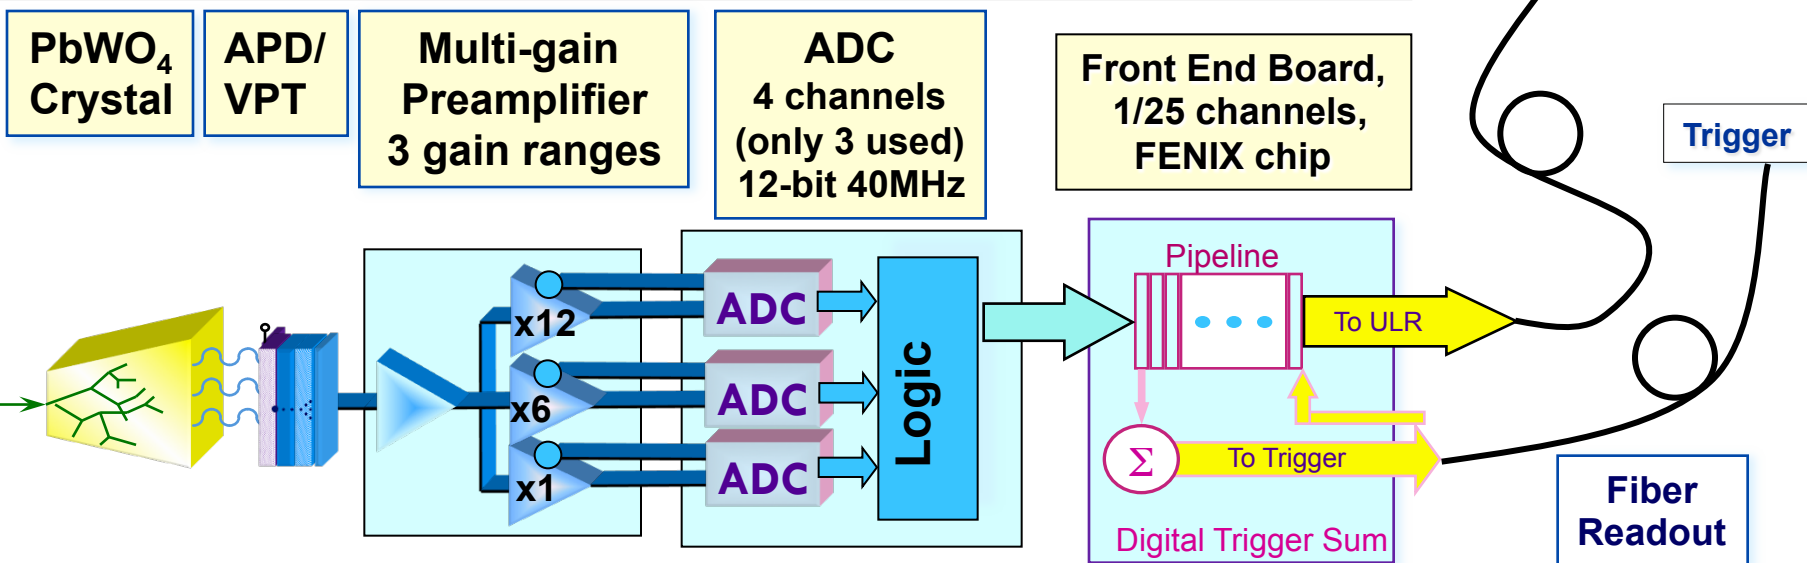 PbWO4
Crystal
APD/
VPT
Multi-gain
Preamplifier
3 gain ranges
ADC
4 channels
(only 3 used)
12-bit 40MHz
Front End Board,
1/25 channels,
FENIX chip
Trigger
x12
x6
x1
ADC
ADC
ADC
Logic
Pipeline
To ULR
Σ
To Trigger
Digital Trigger Sum
Fiber
Readout